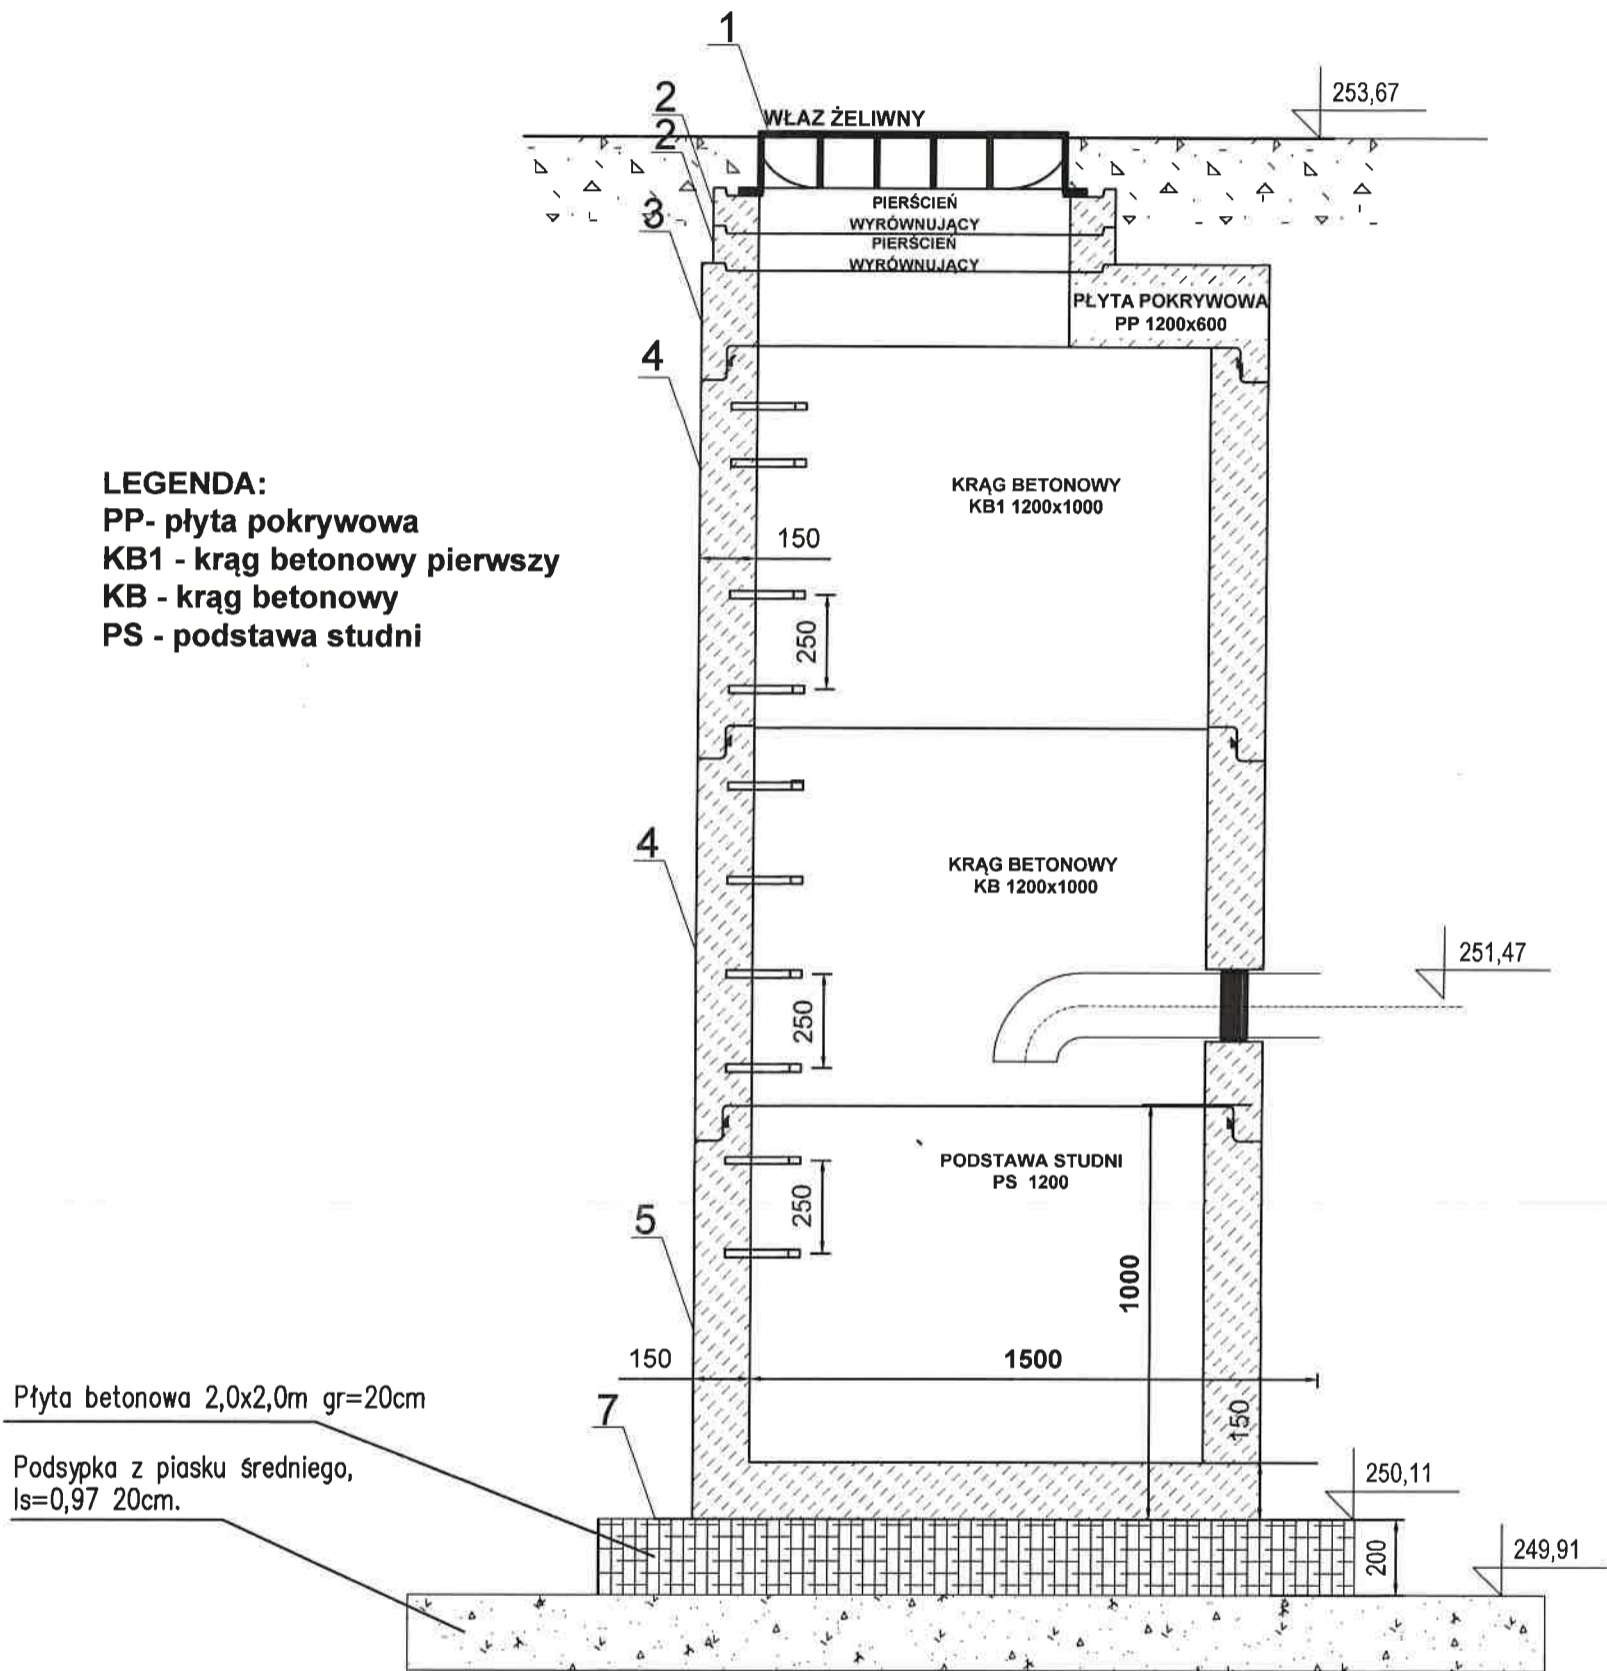 1
253,67
2
WŁAZ ŻELIWNY
2
PIERŚCIEŃ
WYRÓWNUJĄCY
3
PIERŚCIEŃ
WYRÓWNUJĄCY
PŁYTA POKRYWOWA
PP 1200x600
4
LEGENDA:
PP- płyta pokrywowa
KB1 - krąg betonowy pierwszy
KB - krąg betonowy
PS - podstawa studni
KRĄG BETONOWY
KB1 1200x1000
150
250
4
KRĄG BETONOWY
KB 1200x1000
251,47
250
PODSTAWA STUDNI
PS 1200
250
5
1000
150
1500
Płyta betonowa 2,0x2,0m gr=20cm
7
150
Podsypka z piasku średniego,
Is=0,97 20cm.
250,11
200
249,91